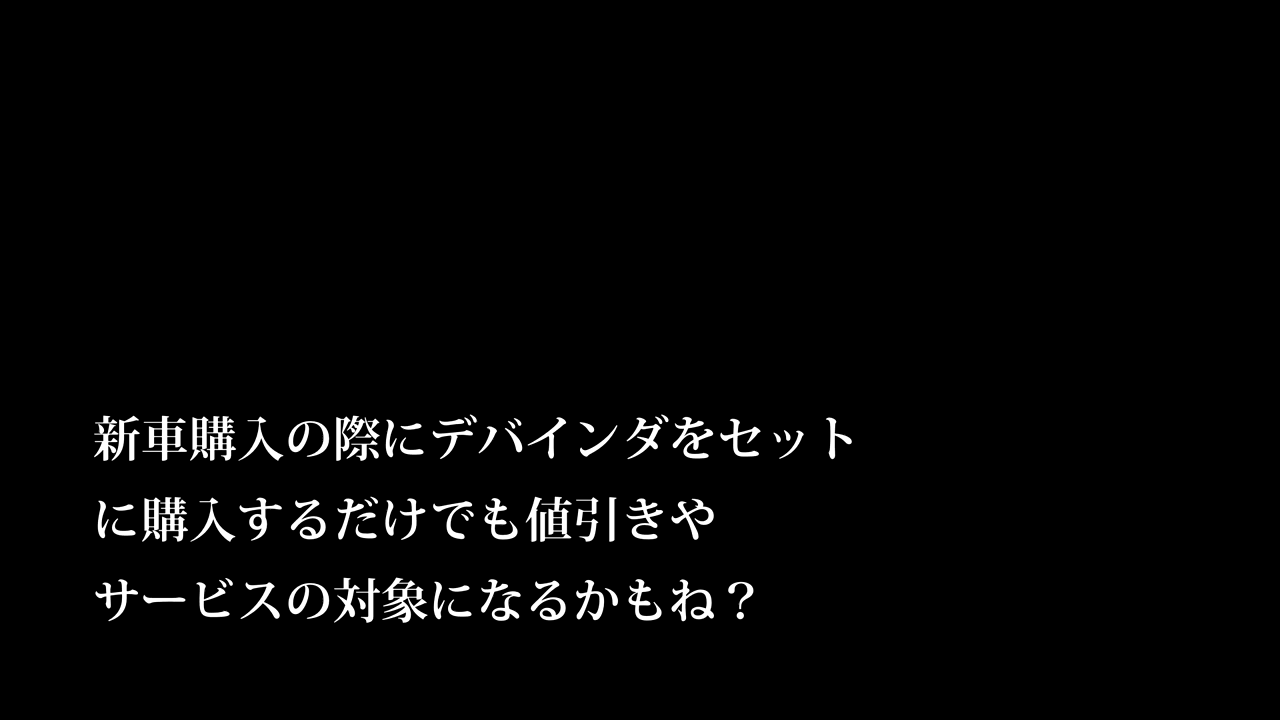 新車購入の際にデバインダをセット
に購入するだけでも値引きや
サービスの対象になるかもね？